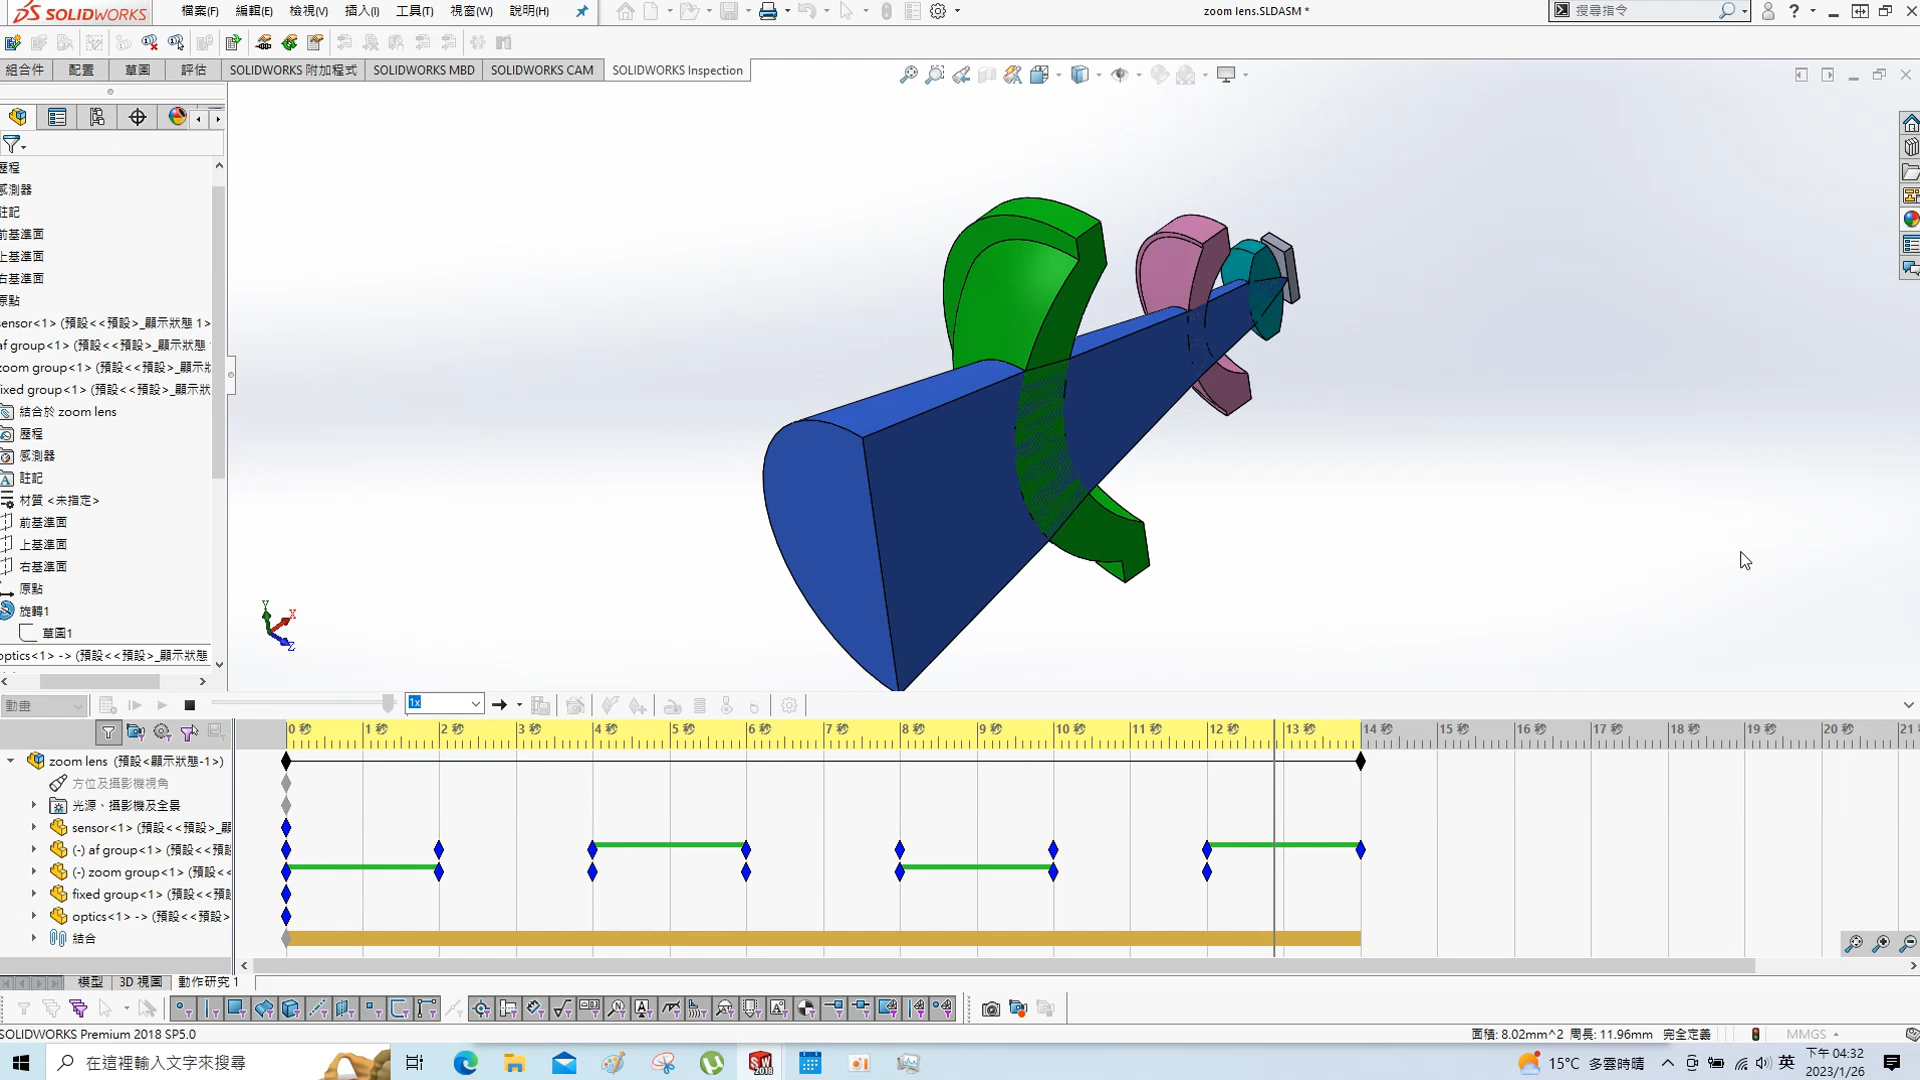 SOLIDWORKS 檔案(F) 編輯(E) 檢視(V) 插入(I) 工具(T) 視窗(W) 說明(H) zoom lens.SLDASM * 搜尋指令
組合件 配置 草圖 評估 SOLIDWORKS 附加程式 SOLIDWORKS MBD SOLIDWORKS CAM SOLIDWORKS Inspection
歷程
感測器
註記
前基準面
上基準面
右基準面
原點
sensor<1> (預設<<預設>_顯示狀態 1>
af group<1> (預設<<預設>_顯示狀態
zoom group<1> (預設<<預設>_顯示
fixed group<1> (預設<<預設>_顯示狀
結合於 zoom lens
歷程
感測器
註記
材質 <未指定>
前基準面
上基準面
右基準面
原點
旋轉1
草圖1
optics<1> -> (預設<<預設>_顯示狀態
Y X Z
動畫 1x
0 秒 1 秒 2 秒 3 秒 4 秒 5 秒 6 秒 7 秒 8 秒 9 秒 10 秒 11 秒 12 秒 13 秒 14 秒 15 秒 16 秒 17 秒 18 秒 19 秒 20 秒 21
zoom lens (預設<顯示狀態-1>)
方位及攝影機視角
光源、攝影機及全景
sensor<1> (預設<<預設>_顯
(-) af group<1> (預設<<預設
(-) zoom group<1> (預設<<
fixed group<1> (預設<<預設
optics<1> -> (預設<<預設>
結合
模型 3D 視圖 動作研究 1
SOLIDWORKS Premium 2018 SP5.0 面積: 8.02mm^2 周長: 11.96mm 完全定義 MMGS
在這裡輸入文字來搜尋 15°C 多雲時晴 英 下午 04:32
2023/1/26